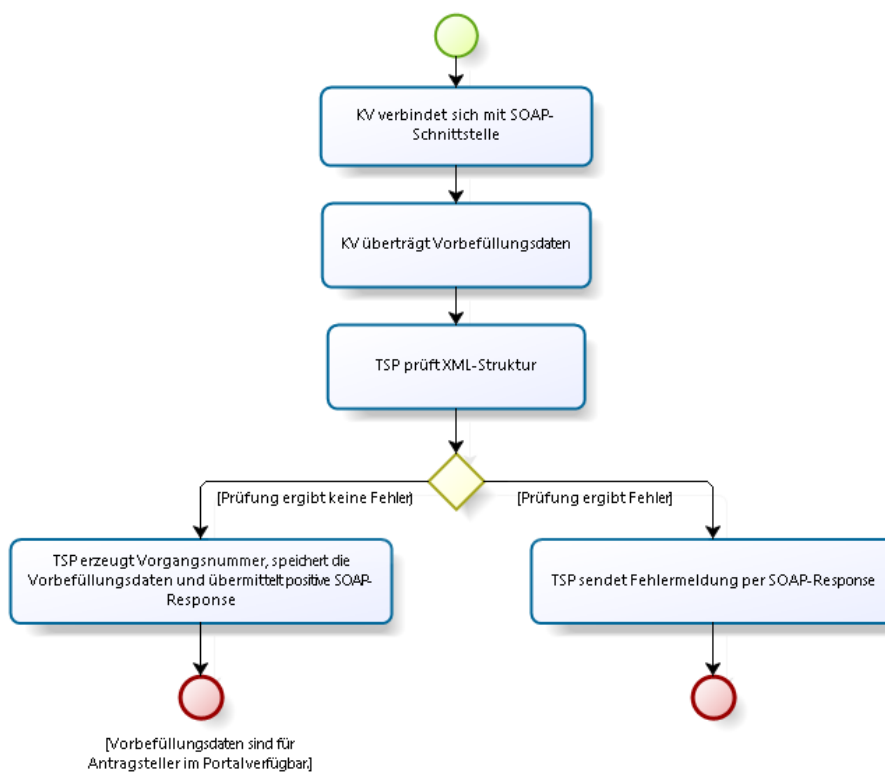 KV verbindet sich mit SOAP-
Schnittstelle
KV überträgt Vorbefüllungsdaten
TSP prüft XML-Struktur
[Prüfung ergibt keine Fehler)
[Prüfung ergibt Fehler]
TSP erzeugt Vorgangsnummer, speichert die
Vorbefüllungsdaten und übermittelt positive SOAP-
Response
TSP sendet Fehlermeldung per SOAP-Response
[Vorbefüllungsdaten sind für
Antragsteller im Portal verfügbar.]